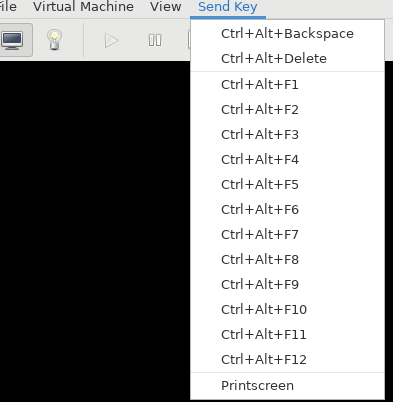 File Virtual Machine View Send Key
Ctrl+Alt+Backspace
Ctrl+Alt+Delete
Ctrl+Alt+F1
Ctrl+Alt+F2
Ctrl+Alt+F3
Ctrl+Alt+F4
Ctrl+Alt+F5
Ctrl+Alt+F6
Ctrl+Alt+F7
Ctrl+Alt+F8
Ctrl+Alt+F9
Ctrl+Alt+F10
Ctrl+Alt+F11
Ctrl+Alt+F12
Printscreen